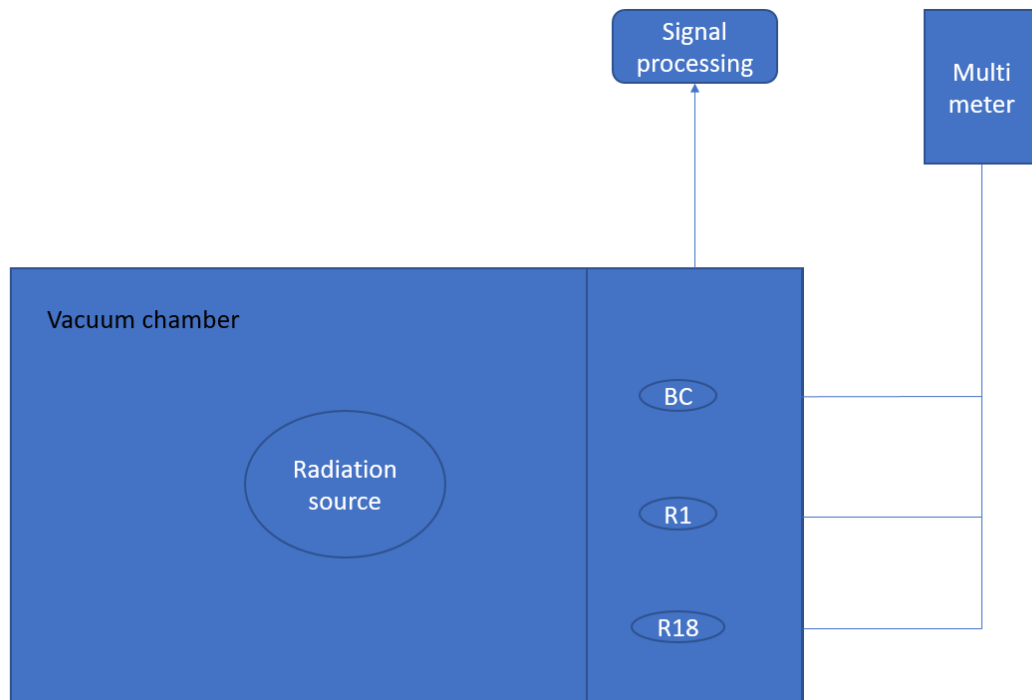 Signal
processing
Multi
meter
Vacuum chamber
BC
Radiation
source
R1
R18